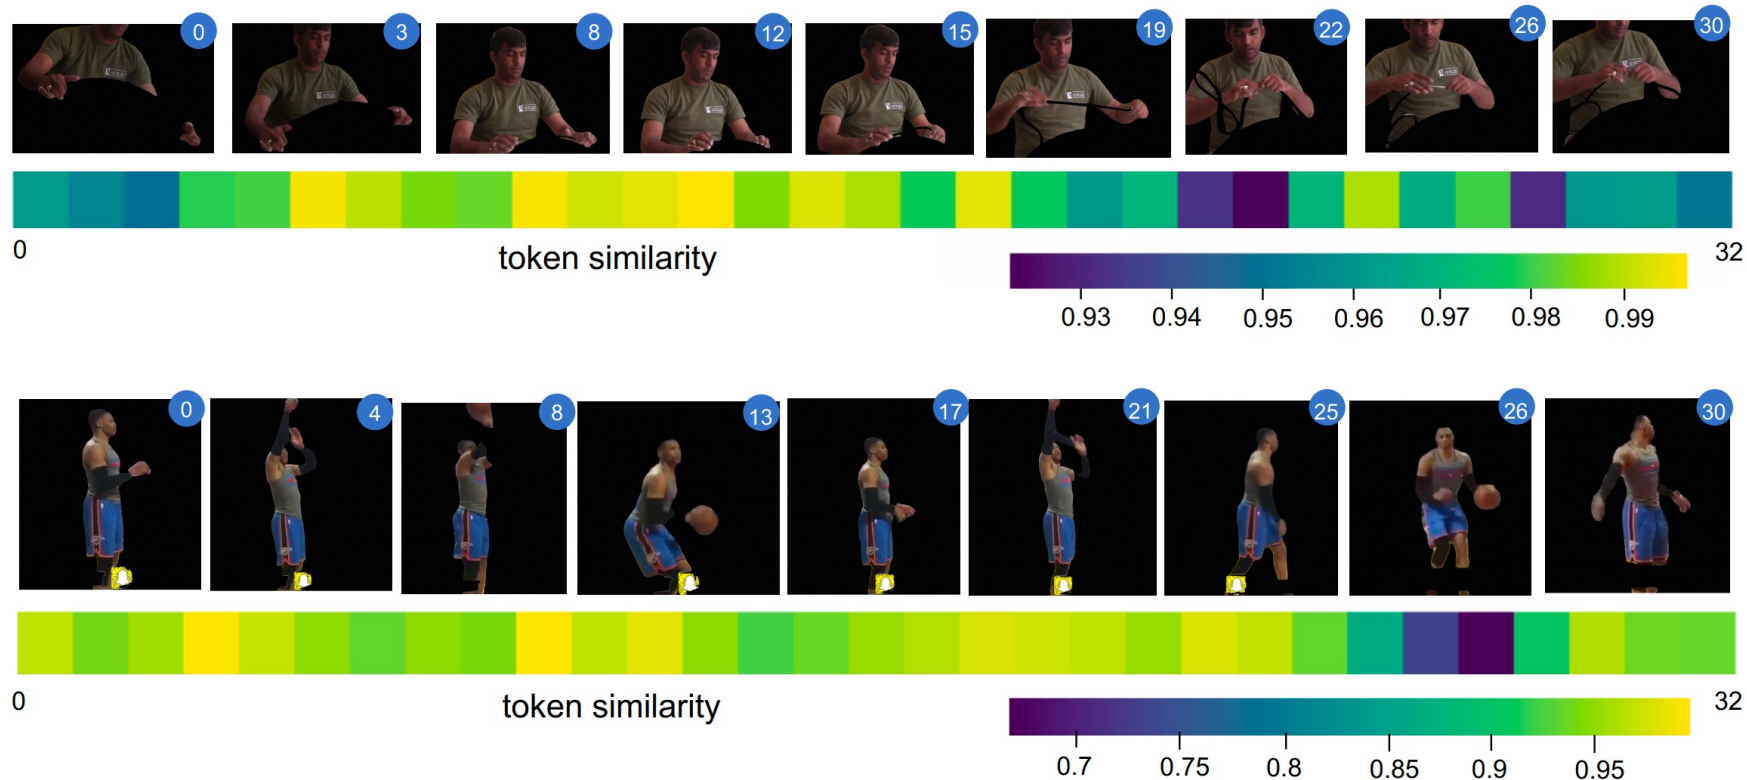 0 3 8 12 15 19 22 26 30
0 token similarity 32
0.93 0.94 0.95 0.96 0.97 0.98 0.99
0 4 8 13 17 21 25 26 30
0 token similarity 32
0.7 0.75 0.8 0.85 0.9 0.95